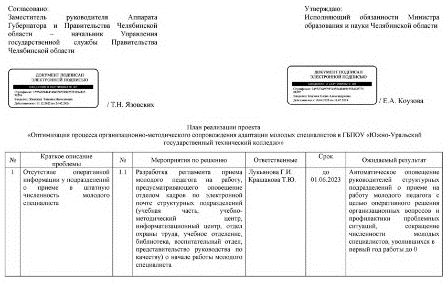 Согласовано:
Заместитель руководителя Аппарата
Губернатора и Правительства Челябинской
области – начальник Управления
государственной службы Правительства
Челябинской области
ДОКУМЕНТ ПОДПИСАН
ЭЛЕКТРОННОЙ ПОДПИСЬЮ
/ Т.Н. Язовских
Утверждаю:
Исполняющий обязанности Министра
образования и науки Челябинской области
ДОКУМЕНТ ПОДПИСАН
ЭЛЕКТРОННОЙ ПОДПИСЬЮ
/ Е.А. Коузова
План реализации проекта
«Оптимизация процесса организационно-методического сопровождения адаптации молодых специалистов в ГБПОУ «Южно-Уральский
государственный технический колледж»»
№
Краткое описание
проблемы
№
Мероприятия по решению
Ответственные
Срок
Ожидаемый результат
1
Отсутствие оперативной
информации у подразделений
о приеме в штатную
численность молодого
специалиста
1.1
Разработка регламента приема
молодого педагога на работу,
предусматривающего оповещение
отделом кадров по электронной
почте структурных подразделений
(учебная часть, учебно-
методический центр,
информатизационный центр, отдел
охраны труда, учебное отделение,
библиотека, воспитательный отдел,
представительство руководства по
качеству) о начале работы молодого
специалиста
Лукьянова Г.И.
Крашакова Т.Ю.
до
01.06.2023
Автоматическое оповещение
руководителей структурных
подразделений о приеме на
работу молодого педагога с
целью оперативного решения
организационных вопросов и
профилактики проблемных
ситуаций, сокращение
численности молодых
специалистов, уволившихся в
первый год работы до 0